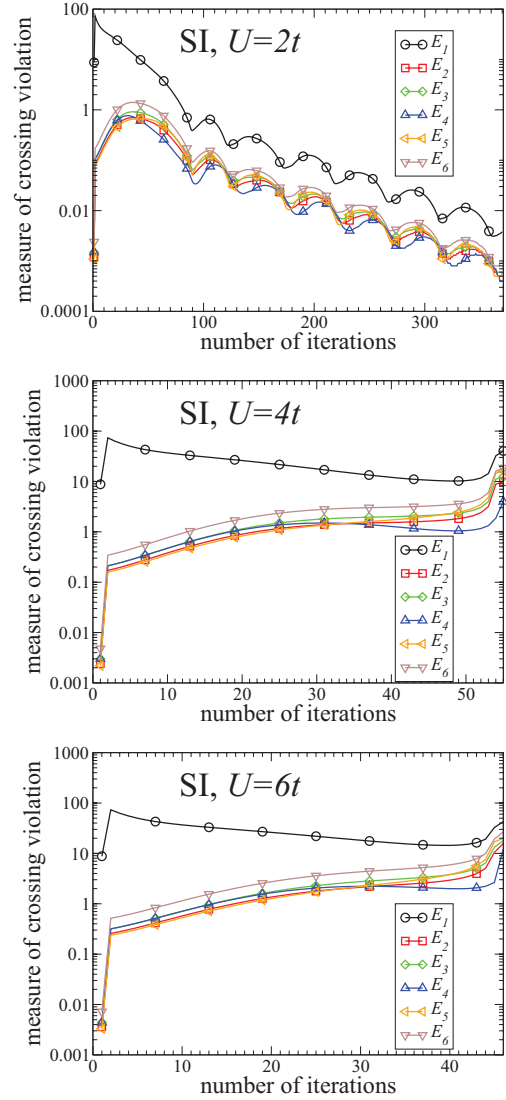 100
1
0.01
0.0001
measure of crossing violation
SI, U=2t
E1
E2
E3
E4
E5
E6
0 100 200 300
number of iterations
1000
100
10
1
0.1
0.01
0.001
measure of crossing violation
SI, U=4t
E1
E2
E3
E4
E5
E6
0 10 20 30 40 50
number of iterations
1000
100
10
1
0.1
0.01
0.001
measure of crossing violation
SI, U=6t
E1
E2
E3
E4
E5
E6
0 10 20 30 40
number of iterations